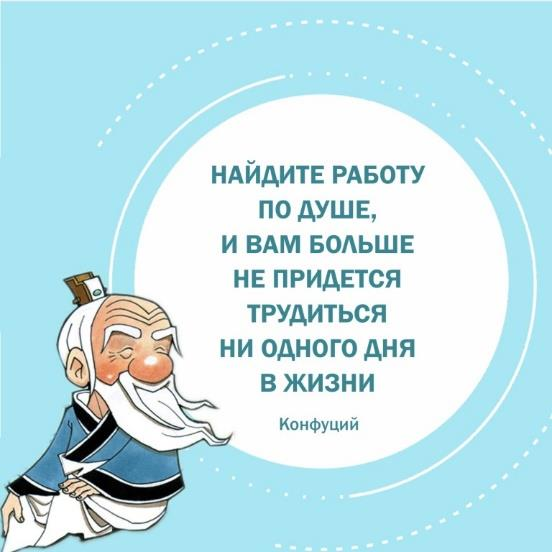 НАЙДИТЕ РАБОТУ
ПО ДУШЕ,
И ВАМ БОЛЬШЕ
НЕ ПРИДЕТСЯ
ТРУДИТЬСЯ
НИ ОДНОГО ДНЯ
В ЖИЗНИ
Конфуций